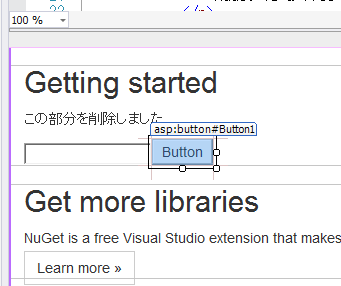 100 %
22
</p>
Getting started
この部分を削除しました
asp:button#Button1
Button
Get more libraries
NuGet is a free Visual Studio extension that makes
Learn more »